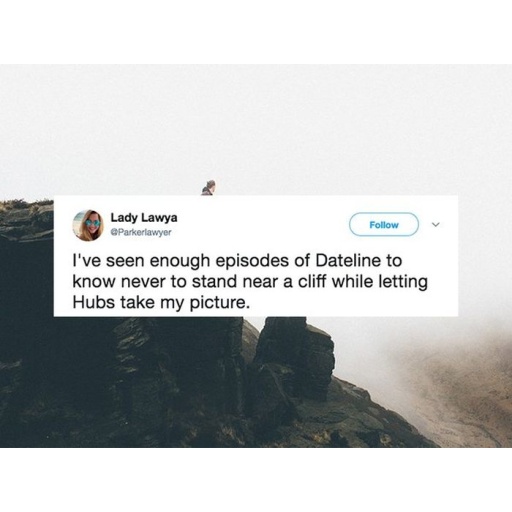 Lady Lawya
@Parkerlawyer
Follow
I've seen enough episodes of Dateline to
know never to stand near a cliff while letting
Hubs take my picture.